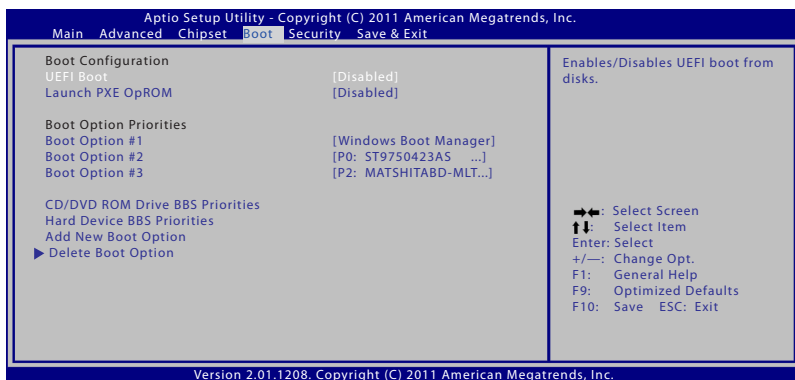 Aptio Setup Utility - Copyright (C) 2011 American Megatrends, Inc.
Main Advanced Chipset Boot Security Save & Exit
Boot Configuration
UEFI Boot [Disabled]
Launch PXE OpROM [Disabled]
Boot Option Priorities
Boot Option #1 [Windows Boot Manager]
Boot Option #2 [P0: ST9750423AS ...]
Boot Option #3 [P2: MATSHITABD-MLT...]
CD/DVD ROM Drive BBS Priorities
Hard Device BBS Priorities
Add New Boot Option
Delete Boot Option
Enables/Disables UEFI boot from
disks.
: Select Screen
: Select Item
Enter: Select
+/—: Change Opt.
F1: General Help
F9: Optimized Defaults
F10: Save ESC: Exit
Version 2.01.1208. Copyright (C) 2011 American Megatrends, Inc.